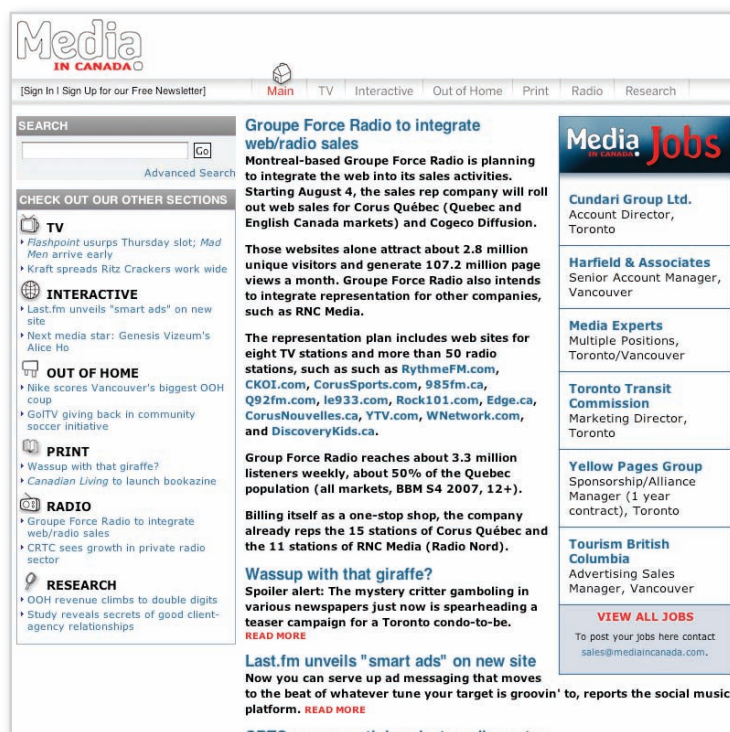 Media
IN CANADA
[Sign In | Sign Up for our Free Newsletter]
Main
TV
Interactive
Out of Home
Print
Radio
Research
SEARCH
Go
Advanced Search
CHECK OUT OUR OTHER SECTIONS
TV
Flashpoint usurps Thursday slot; Mad
Men arrive early
Kraft spreads Ritz Crackers work wide
INTERACTIVE
Last.fm unveils "smart ads" on new
site
Next media star: Genesis Vizeum's
Alice Ho
OUT OF HOME
Nike scores Vancouver's biggest OOH
coup
GolTV giving back in community
soccer initiative
PRINT
Wassup with that giraffe?
Canadian Living to launch bookazine
RADIO
Groupe Force Radio to integrate
web/radio sales
CRTC sees growth in private radio
sector
RESEARCH
OOH revenue climbs to double digits
Study reveals secrets of good client-
agency relationships
Groupe Force Radio to integrate
web/radio sales
Montreal-based Groupe Force Radio is planning
to integrate the web into its sales activities.
Starting August 4, the sales rep company will roll
out web sales for Corus Québec (Quebec and
English Canada markets) and Cogeco Diffusion.
Those websites alone attract about 2.8 million
unique visitors and generate 107.2 million page
views a month. Groupe Force Radio also intends
to integrate representation for other companies,
such as RNC Media.
The representation plan includes web sites for
eight TV stations and more than 50 radio
stations, such as such as RythmeFM.com,
CKOI.com, CorusSports.com, 985fm.ca,
Q92fm.com, le933.com, Rock101.com, Edge.ca,
CorusNouvelles.ca, YTV.com, WNetwork.com,
and DiscoveryKids.ca.
Group Force Radio reaches about 3.3 million
listeners weekly, about 50% of the Quebec
population (all markets, BBM S4 2007, 12+).
Billing itself as a one-stop shop, the company
already reps the 15 stations of Corus Québec and
the 11 stations of RNC Media (Radio Nord).
Wassup with that giraffe?
Spoiler alert: The mystery critter gamboling in
various newspapers just now is spearheading a
teaser campaign for a Toronto condo-to-be.
READ MORE
Last.fm unveils "smart ads" on new site
Now you can serve up ad messaging that moves
to the beat of whatever tune your target is groovin' to, reports the social music
platform. READ MORE
Media Jobs
IN CANADA
Cundari Group Ltd.
Account Director,
Toronto
Harfield & Associates
Senior Account Manager,
Vancouver
Media Experts
Multiple Positions,
Toronto/Vancouver
Toronto Transit
Commission
Marketing Director,
Toronto
Yellow Pages Group
Sponsorship/Alliance
Manager (1 year
contract), Toronto
Tourism British
Columbia
Advertising Sales
Manager, Vancouver
VIEW ALL JOBS
To post your jobs here contact
sales@mediaincanada.com.